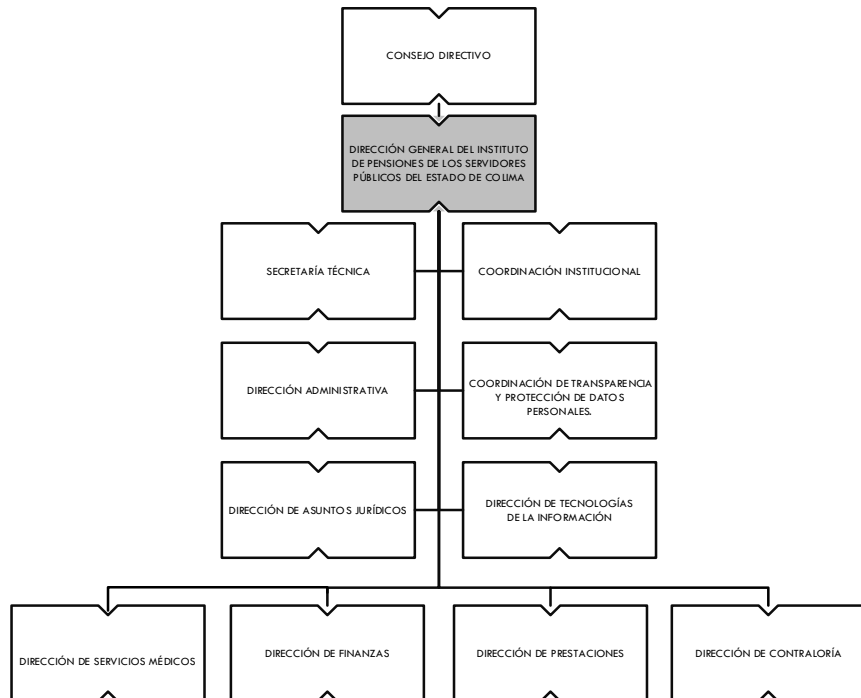 CONSEJO DIRECTIVO
DIRECCIÓN GENERAL DEL INSTITUTO
DE PENSIONES DE LOS SERVIDORES
PÚBLICOS DEL ESTADO DE COLIMA
SECRETARÍA TÉCNICA
COORDINACIÓN INSTITUCIONAL
DIRECCIÓN ADMINISTRATIVA
COORDINACIÓN DE TRANSPARENCIA
Y PROTECCIÓN DE DATOS
PERSONALES.
DIRECCIÓN DE ASUNTOS JURÍDICOS
DIRECCIÓN DE TECNOLOGÍAS
DE LA INFORMACIÓN
DIRECCIÓN DE SERVICIOS MÉDICOS
DIRECCIÓN DE FINANZAS
DIRECCIÓN DE PRESTACIONES
DIRECCIÓN DE CONTRALORÍA